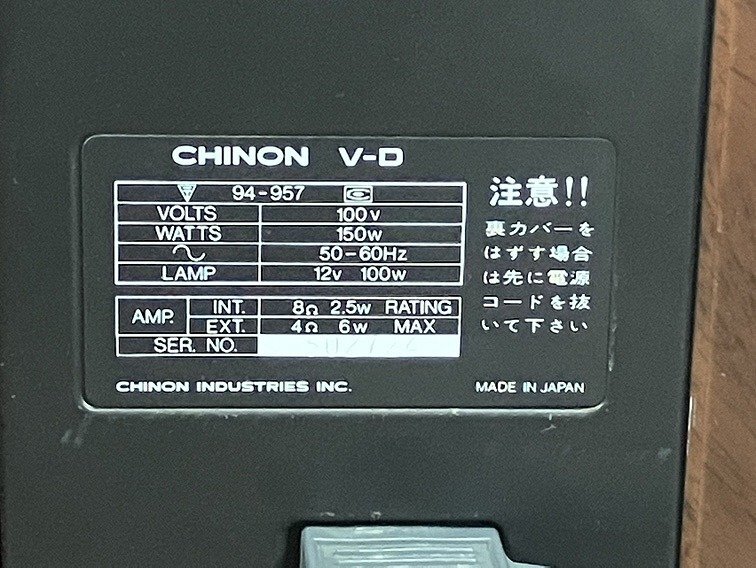 CHINON V-D
94-957
VOLTS 100V
WATTS 150W
50-60Hz
LAMP 12V 100W
AMP. INT. 8Ω 2.5W RATING
EXT. 4Ω 6W MAX
SER. NO.
CHINON INDUSTRIES INC.
MADE IN JAPAN
注意!!
裏カバーを
はずす場合
は先に電源
コードを抜
いて下さい